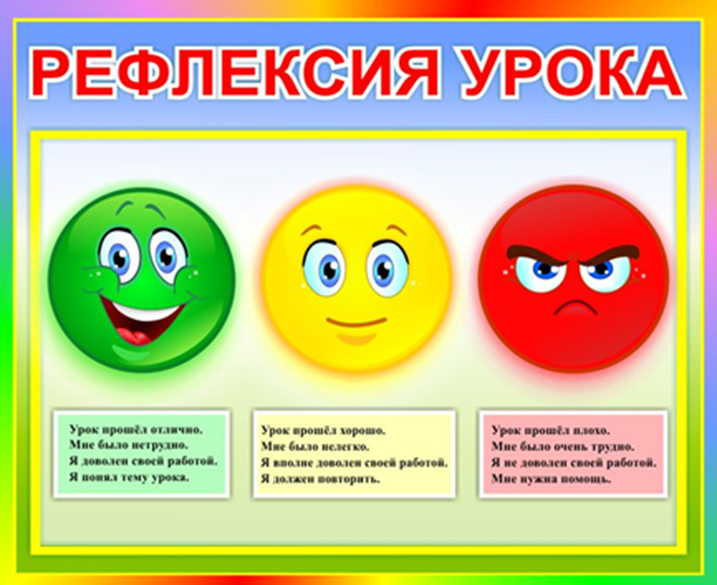 РЕФЛЕКСИЯ УРОКА
Урок прошёл отлично.
Мне было нетрудно.
Я доволен своей работой.
Я понял тему урока.
Урок прошёл хорошо.
Мне было нелегко.
Я вполне доволен своей работой.
Я должен повторить.
Урок прошёл плохо.
Мне было очень трудно.
Я не доволен своей работой.
Мне нужна помощь.